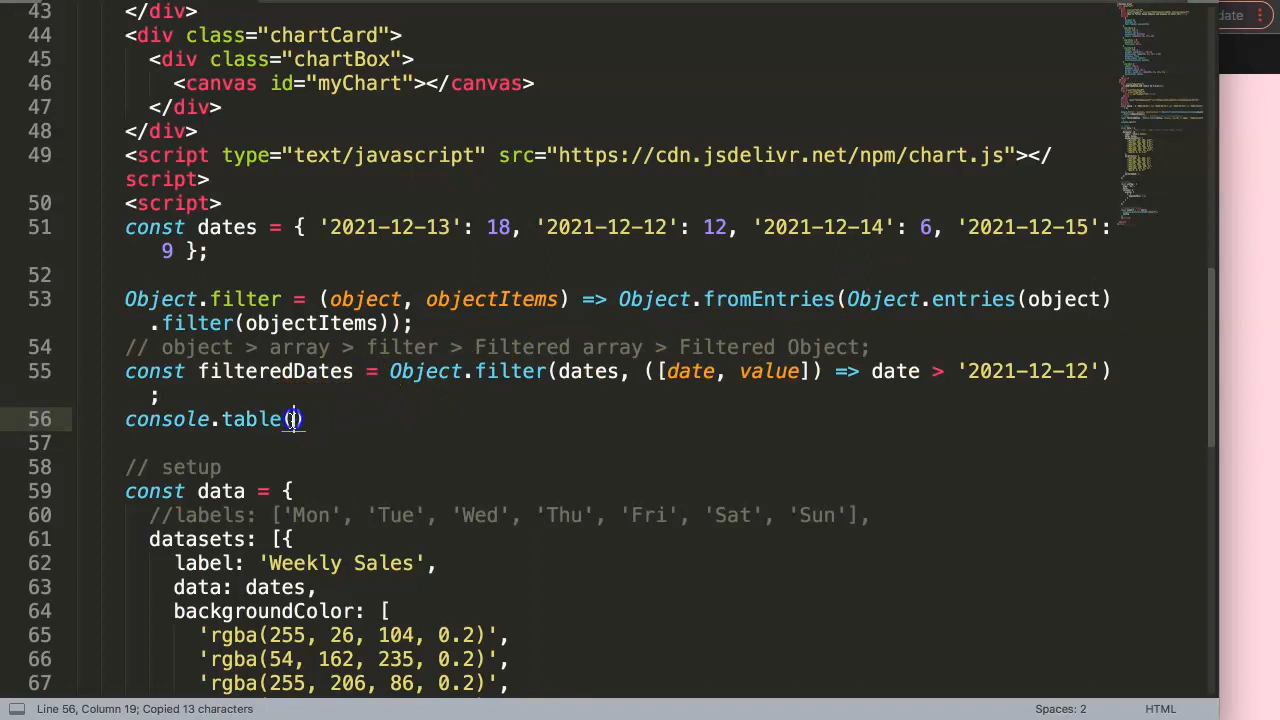 43 </div>
date
44 <div class="chartCard">
45 <div class="chartBox">
46 <canvas id="myChart"></canvas>
47 </div>
48 </div>
49 <script type="text/javascript" src="https://cdn.jsdelivr.net/npm/chart.js"></
script>
50 <script>
51 const dates = { '2021-12-13': 18, '2021-12-12': 12, '2021-12-14': 6, '2021-12-15':
9 };
52
53 Object.filter = (object, objectItems) => Object.fromEntries(Object.entries(object)
.filter(objectItems));
54 // object > array > filter > Filtered array > Filtered Object;
55 const filteredDates = Object.filter(dates, ([date, value]) => date > '2021-12-12')
;
56 console.table()
57
58 // setup
59 const data = {
60 //labels: ['Mon', 'Tue', 'Wed', 'Thu', 'Fri', 'Sat', 'Sun'],
61 datasets: [{
62 label: 'Weekly Sales',
63 data: dates,
64 backgroundColor: [
65 'rgba(255, 26, 104, 0.2)',
66 'rgba(54, 162, 235, 0.2)',
67 'rgba(255, 206, 86, 0.2)',
Line 56, Column 19; Copied 13 characters
Spaces: 2
HTML